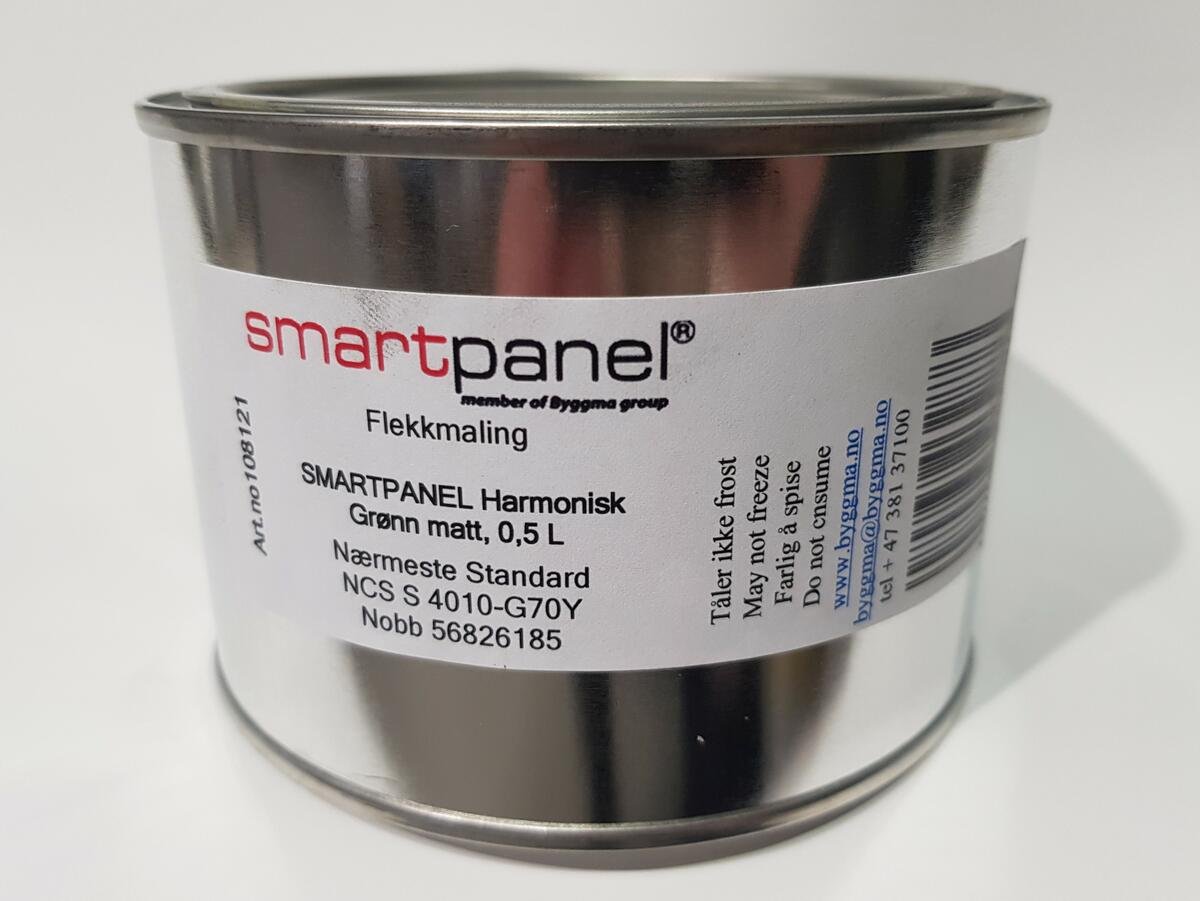 smartpanel®
member of Byggma group
Flekkmaling
SMARTPANEL Harmonisk
Grønn matt, 0,5 L
Nærmeste Standard
NCS S 4010-G70Y
Nobb 56826185
Art.no108121
Tåler ikke frost
May not freeze
Farlig å spise
Do not cnsume
www.byggma.no
byggma@byggma.no
tel + 47 381 37100